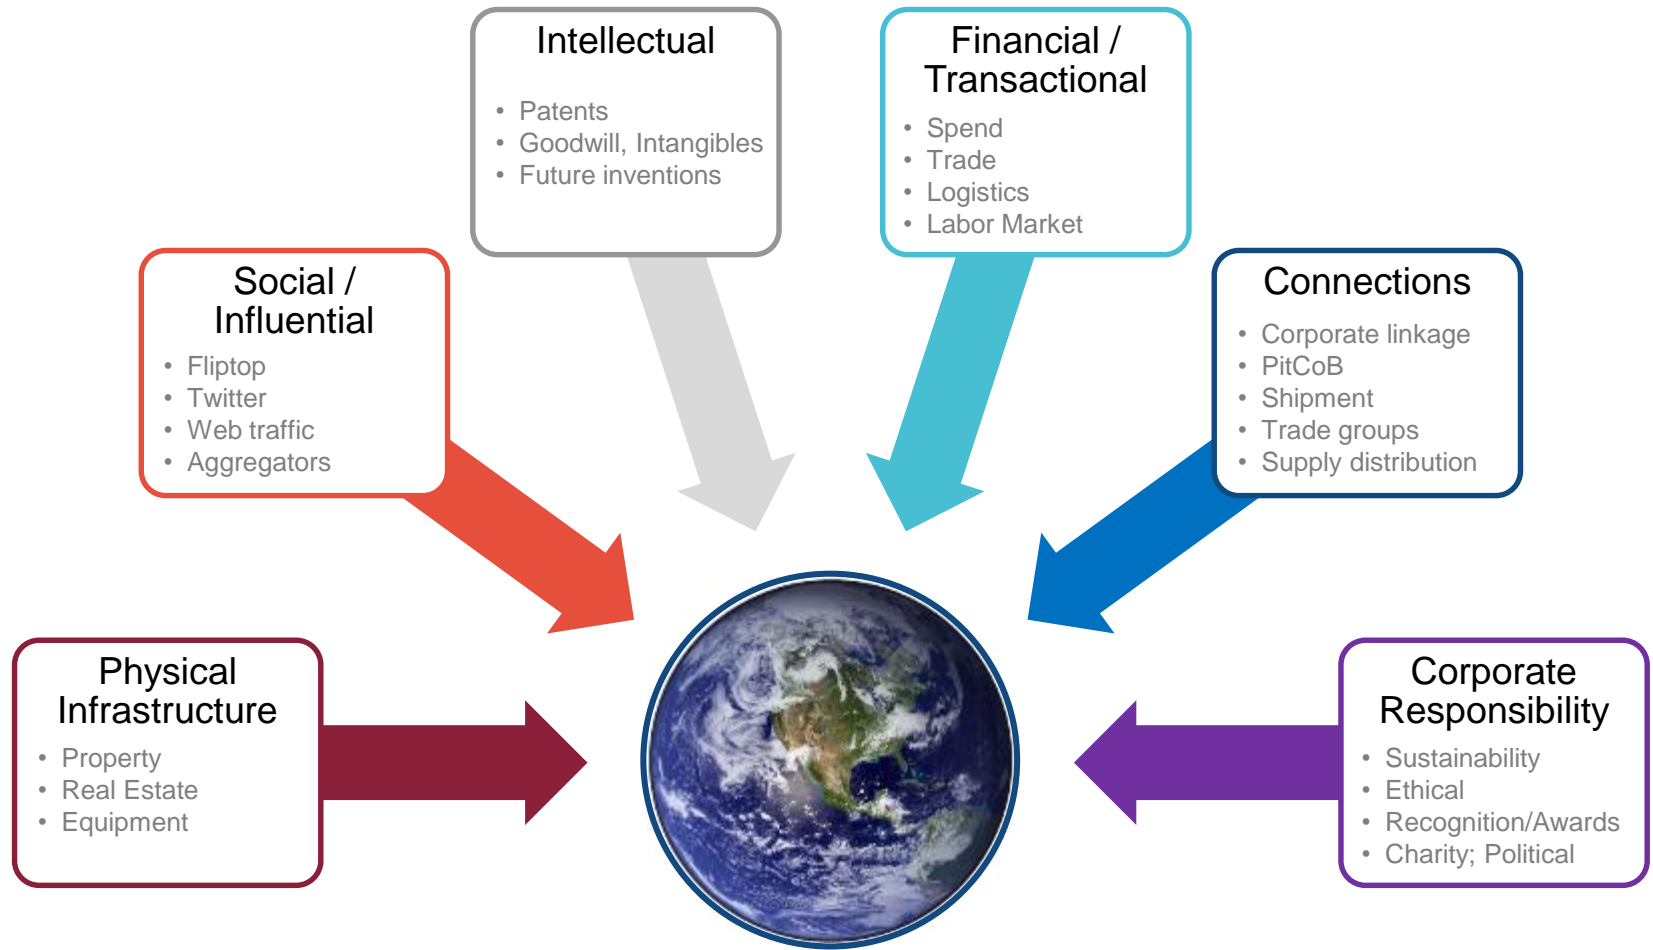 Intellectual
• Patents
• Goodwill, Intangibles
• Future inventions
Financial /
Transactional
• Spend
• Trade
• Logistics
• Labor Market
Social /
Influential
• Fliptop
• Twitter
• Web traffic
• Aggregators
Connections
• Corporate linkage
• PitCoB
• Shipment
• Trade groups
• Supply distribution
Physical
Infrastructure
• Property
• Real Estate
• Equipment
Corporate
Responsibility
• Sustainability
• Ethical
• Recognition/Awards
• Charity; Political